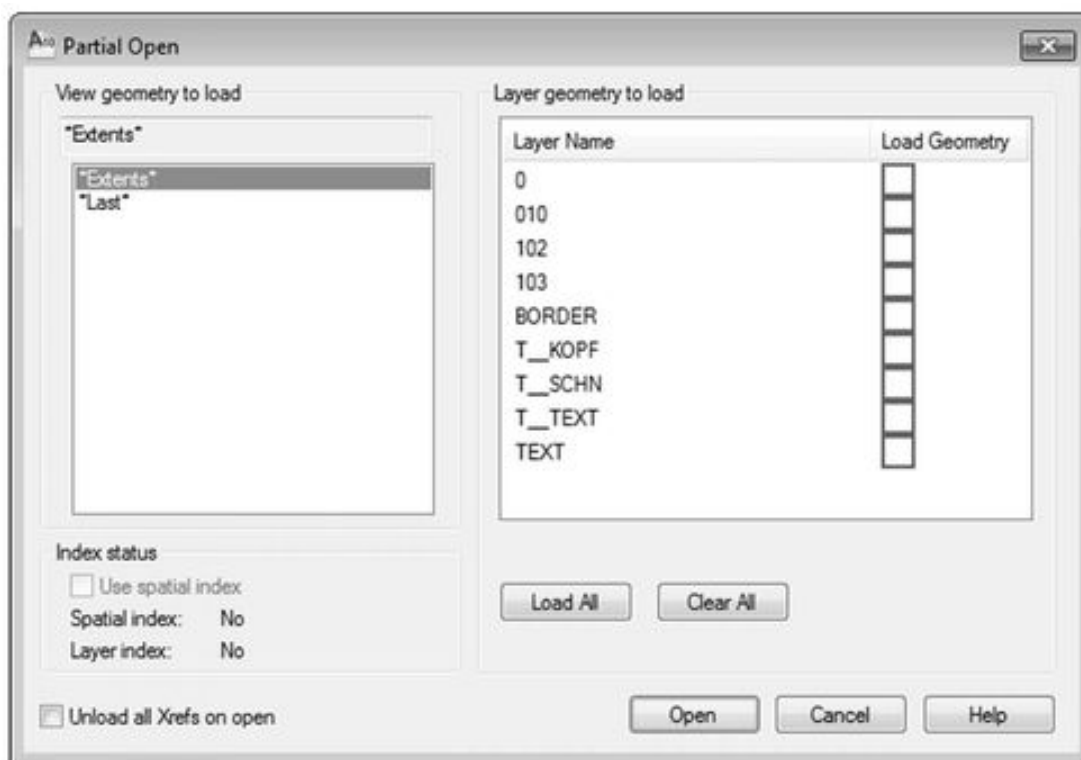 Partial Open
View geometry to load
*Extents*
*Extents*
*Last*
Index status
Use spatial index
Spatial index: No
Layer index: No
Unload all Xrefs on open
Layer geometry to load
Layer Name Load Geometry
0
010
102
103
BORDER
T__KOPF
T__SCHN
T__TEXT
TEXT
Load All Clear All
Open Cancel Help